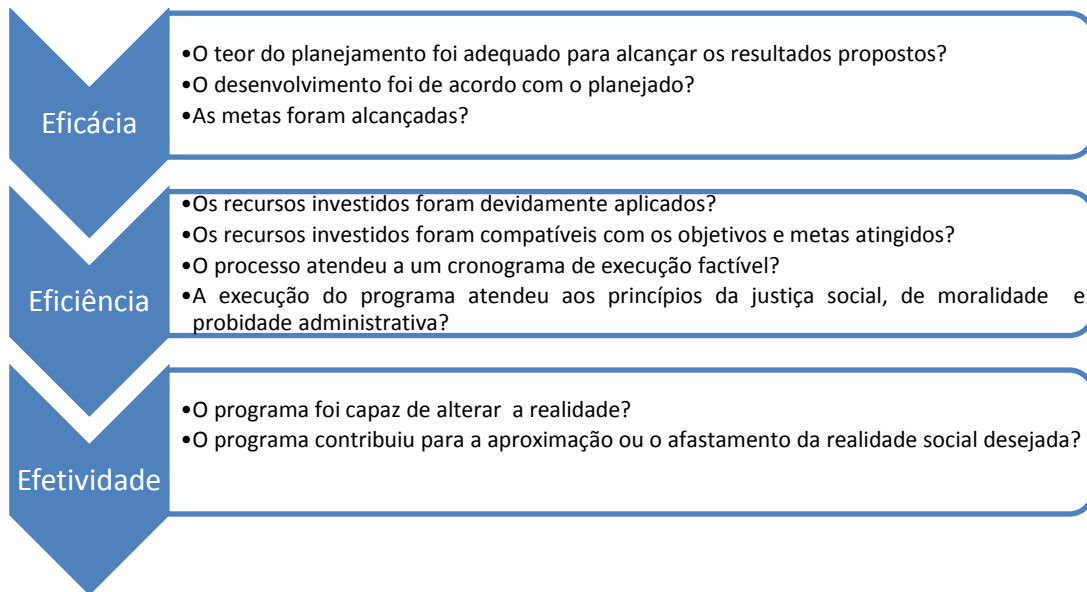 Eficácia
•O teor do planejamento foi adequado para alcançar os resultados propostos?
•O desenvolvimento foi de acordo com o planejado?
•As metas foram alcançadas?
Eficiência
•Os recursos investidos foram devidamente aplicados?
•Os recursos investidos foram compatíveis com os objetivos e metas atingidos?
•O processo atendeu a um cronograma de execução factível?
•A execução do programa atendeu aos princípios da justiça social, de moralidade e
probidade administrativa?
Efetividade
•O programa foi capaz de alterar a realidade?
•O programa contribuiu para a aproximação ou o afastamento da realidade social desejada?